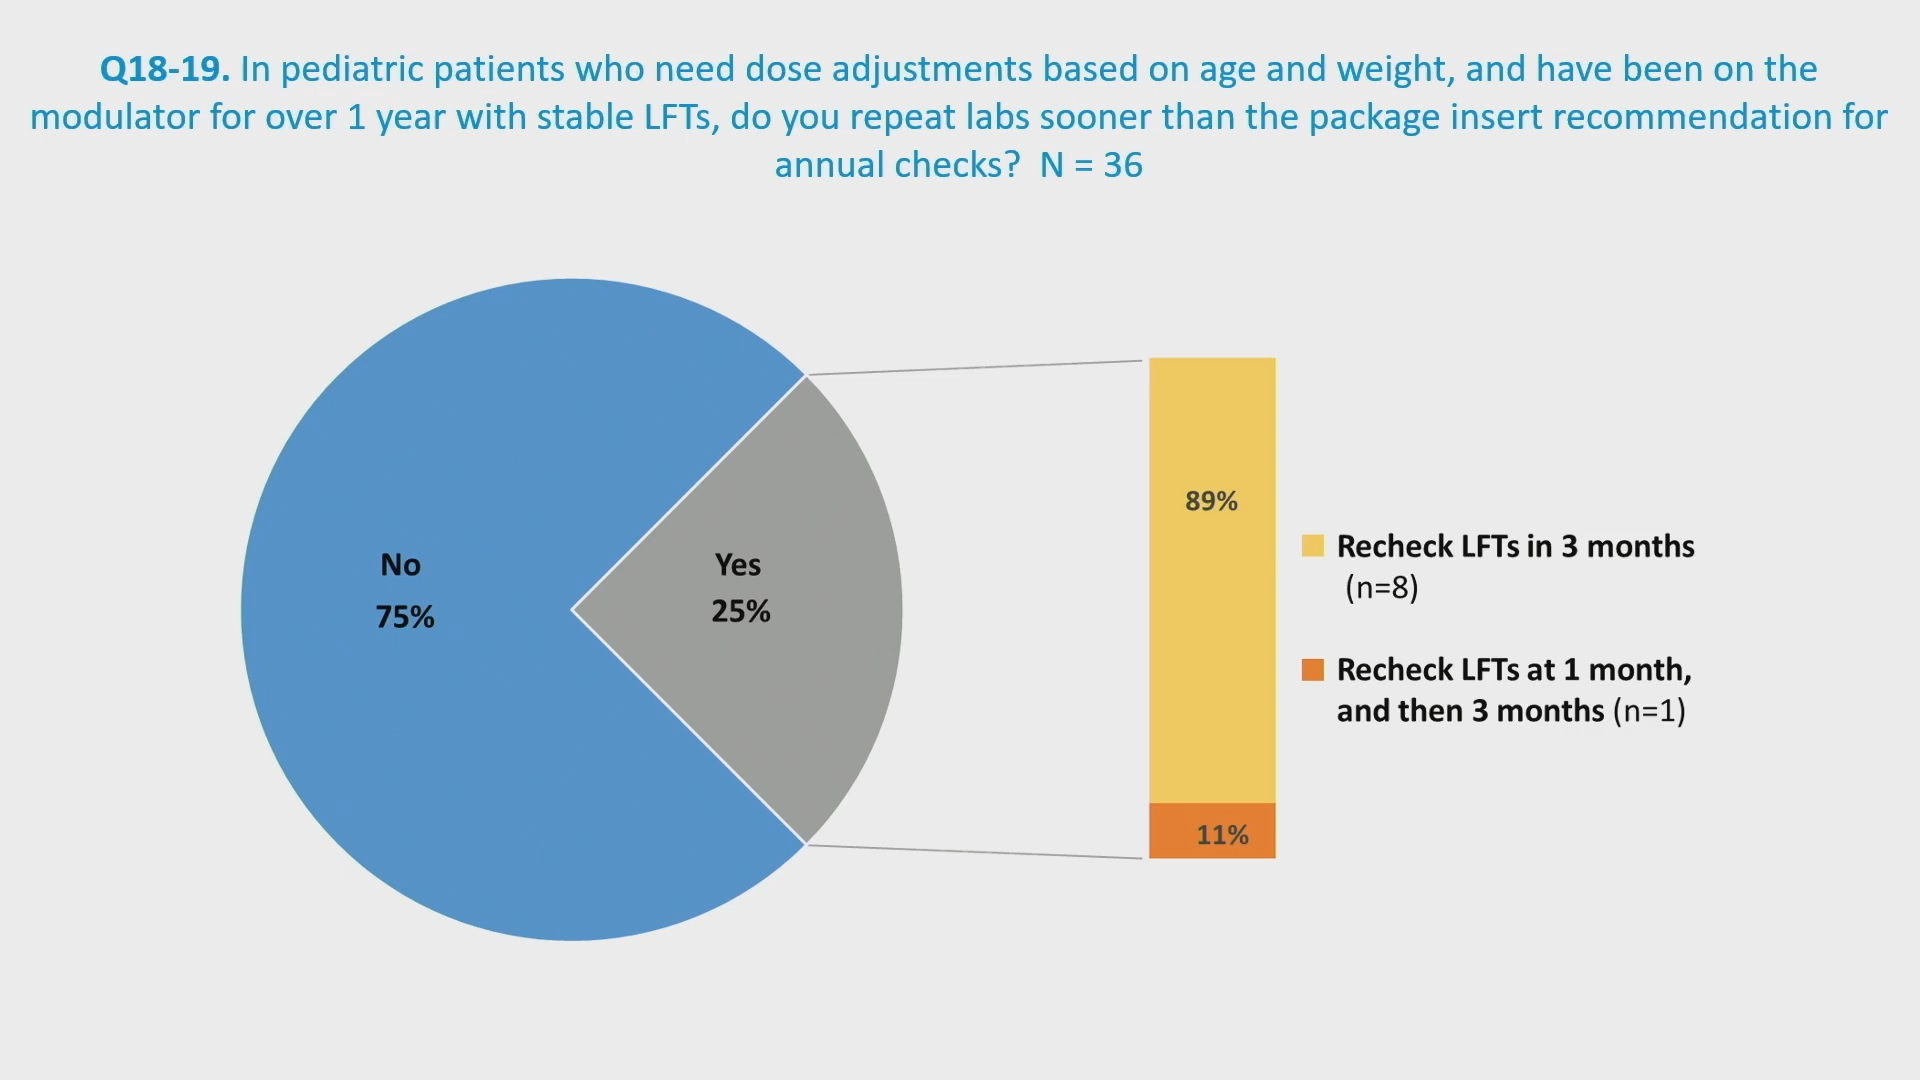 Q18-19. In pediatric patients who need dose adjustments based on age and weight, and have been on the
modulator for over 1 year with stable LFTs, do you repeat labs sooner than the package insert recommendation for
annual checks?  N = 36
No
75%
Yes
25%
89%
11%
Recheck LFTs in 3 months
(n=8)
Recheck LFTs at 1 month,
and then 3 months (n=1)